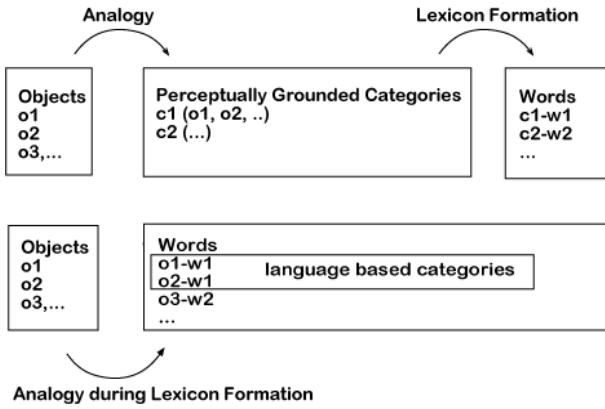 Analogy
Lexicon Formation
Objects
o1
o2
o3,...
Perceptually Grounded Categories
c1 (o1, o2, ..)
c2 (...)
Words
c1-w1
c2-w2
...
Objects
o1
o2
o3,...
Words
o1-w1
o2-w1
language based categories
o3-w2
...
Analogy during Lexicon Formation